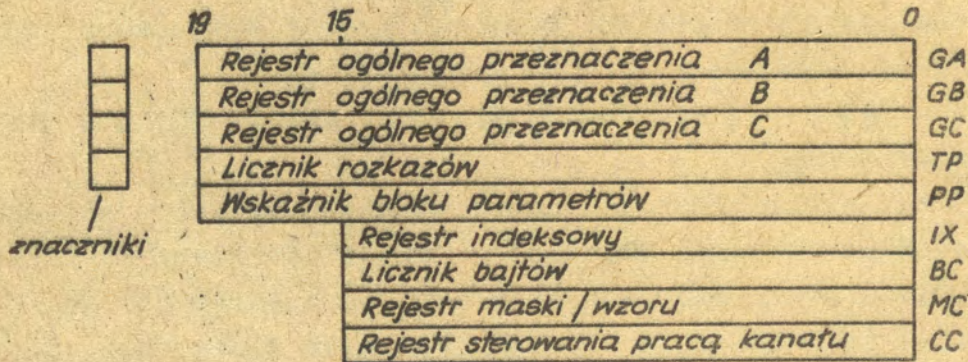 19 15 0
Rejestr ogólnego przeznaczenia A GA
Rejestr ogólnego przeznaczenia B GB
Rejestr ogólnego przeznaczenia C GC
Licznik rozkazów TP
Wskaźnik bloku parametrów PP
znaczniki
Rejestr indeksowy IX
Licznik bajtów BC
Rejestr maski / wzoru MC
Rejestr sterowania pracą kanału CC